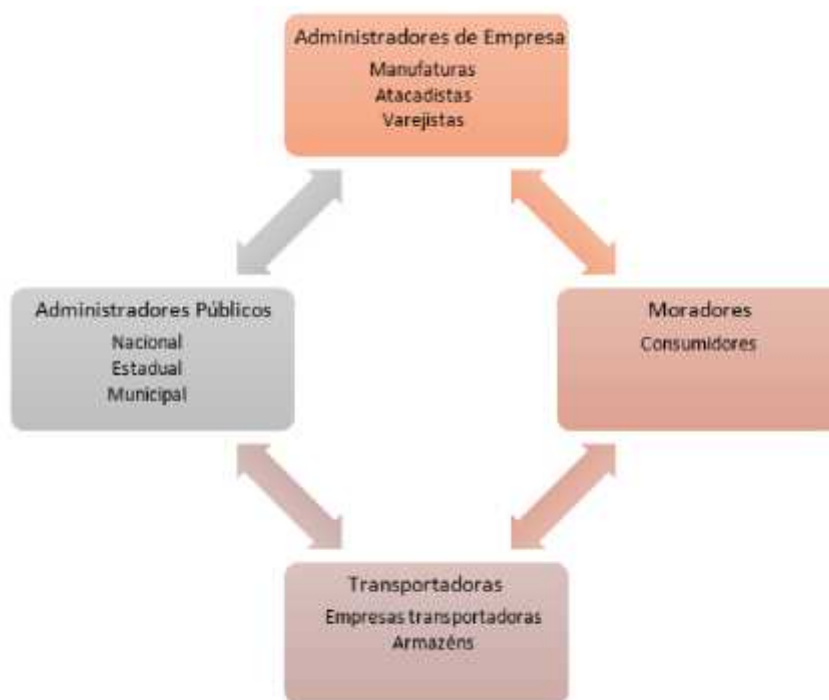 Administradores de Empresa
Manufaturas
Atacadistas
Varejistas
Administradores Públicos
Nacional
Estadual
Municipal
Moradores
Consumidores
Transportadoras
Empresas transportadoras
Armazéns